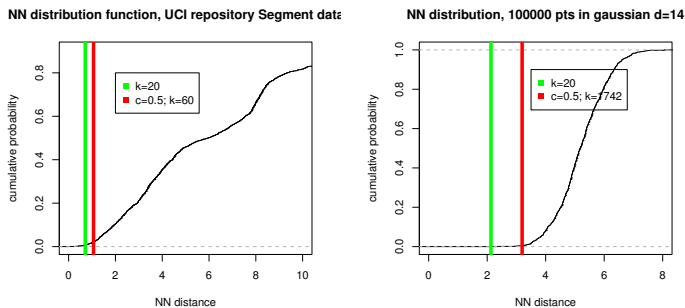 NN distribution function, UCI repository Segment data
cumulative probability
0.0 0.2 0.4 0.6 0.8
k=20
c=0.5; k=60
0 2 4 6 8 10
NN distance
NN distribution, 100000 pts in gaussian d=14
cumulative probability
0.0 0.2 0.4 0.6 0.8 1.0
k=20
c=0.5; k=1742
0 2 4 6 8
NN distance